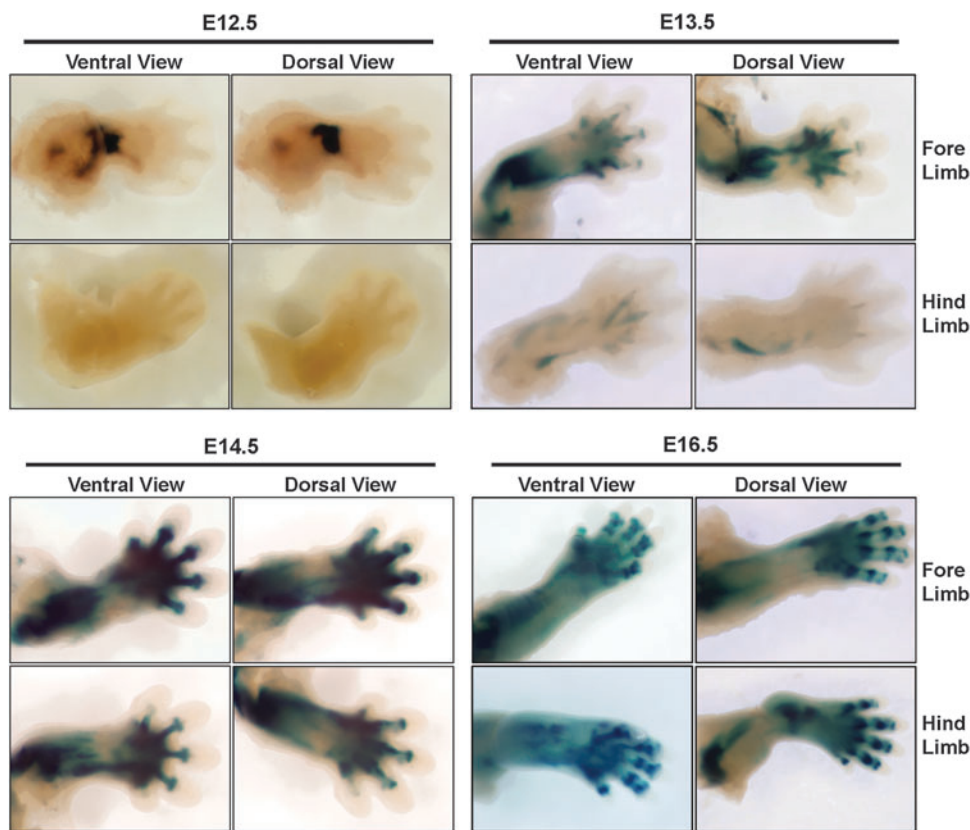 E12.5
Ventral View Dorsal View
E13.5
Ventral View Dorsal View
Fore
Limb
Hind
Limb
E14.5
Ventral View Dorsal View
E16.5
Ventral View Dorsal View
Fore
Limb
Hind
Limb